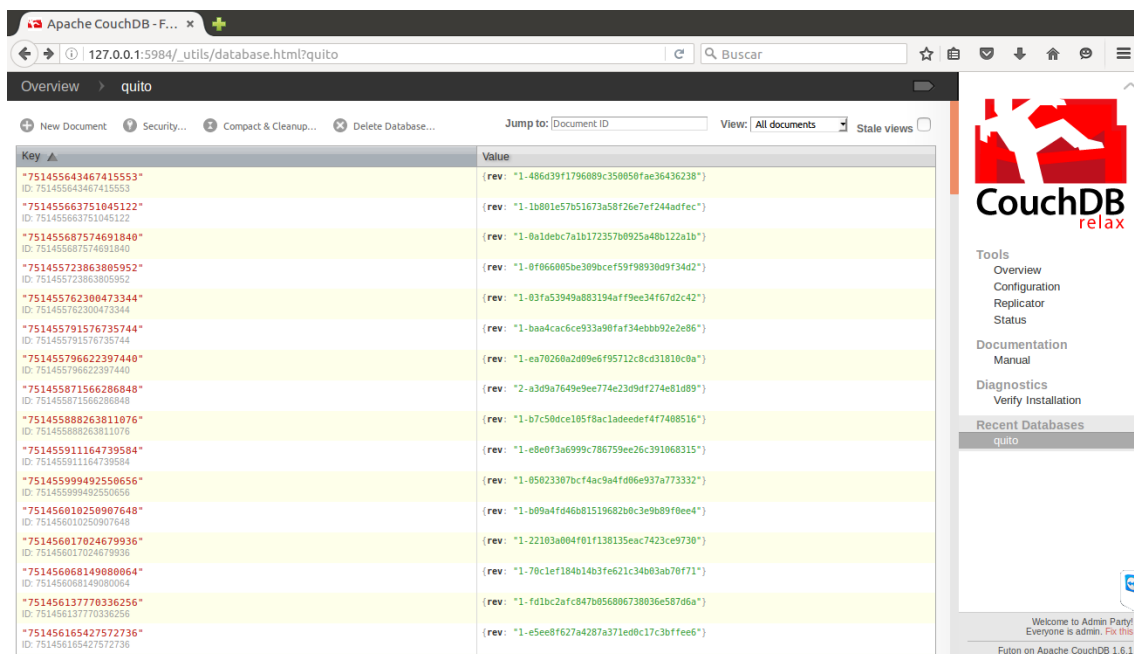 Apache CouchDB - F...
127.0.0.1:5984/_utils/database.html?quito
Buscar
Overview
quito
New Document
Security...
Compact & Cleanup...
Delete Database...
Jump to:
Document ID
View:
All documents
Stale views
Key
Value
"751455643467415553"
ID: 751455643467415553
{rev: "1-486d39f1796089c350050fae36436238"}
"751455663751045122"
ID: 751455663751045122
{rev: "1-1b801e57b51673a58f26e7ef244adfec"}
"751455687574691840"
ID: 751455687574691840
{rev: "1-0a1debc7a1b172357b0925a48b122a1b"}
"751455723863805952"
ID: 751455723863805952
{rev: "1-0f066005be309bcef59f98930d9f34d2"}
"751455762300473344"
ID: 751455762300473344
{rev: "1-03fa53949a883194aff9ee34f67d2c42"}
"751455791576735744"
ID: 751455791576735744
{rev: "1-baa4cac6ce933a90faf34ebbb92e2e86"}
"751455796622397440"
ID: 751455796622397440
{rev: "1-ea70260a2d09e6f95712c8cd31810c0a"}
"751455871566286848"
ID: 751455871566286848
{rev: "2-a3d9a7649e9ee774e23d9df274e81d89"}
"751455888263811076"
ID: 751455888263811076
{rev: "1-b7c50dce105f8ac1adeedef4f7408516"}
"751455911164739584"
ID: 751455911164739584
{rev: "1-e8e0f3a6999c786759ee26c391068315"}
"751455999492550656"
ID: 751455999492550656
{rev: "1-05023307bcf4ac9a4fd06e937a773332"}
"751456010250907648"
ID: 751456010250907648
{rev: "1-b09a4fd46b81519682b0c3e9b89f0ee4"}
"751456017024679936"
ID: 751456017024679936
{rev: "1-22103a004f01f138135eac7423ce9730"}
"751456068149080064"
ID: 751456068149080064
{rev: "1-70c1ef184b14b3fe621c34b03ab70f71"}
"751456137770336256"
ID: 751456137770336256
{rev: "1-fd1bc2afc847b056806738036e587d6a"}
"751456165427572736"
ID: 751456165427572736
{rev: "1-e5ee8f627a4287a371ed0c17c3bffee6"}
CouchDB
relax
Tools
Overview
Configuration
Replicator
Status
Documentation
Manual
Diagnostics
Verify Installation
Recent Databases
quito
Welcome to Admin Party!
Everyone is admin. Fix this
Futon on Apache CouchDB 1.6.1